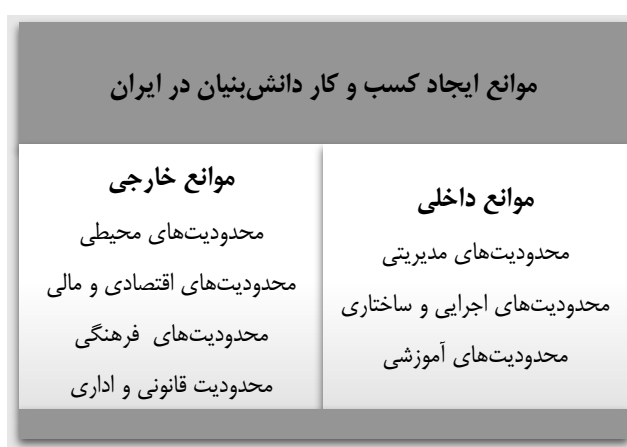 موانع ایجاد کسب و کار دانش‌بنیان در ایران
موانع داخلی
محدودیت‌های مدیریتی
محدودیت‌های اجرایی و ساختاری
محدودیت‌های آموزشی
موانع خارجی
محدودیت‌های محیطی
محدودیت‌های اقتصادی و مالی
محدودیت‌های فرهنگی
محدودیت قانونی و اداری